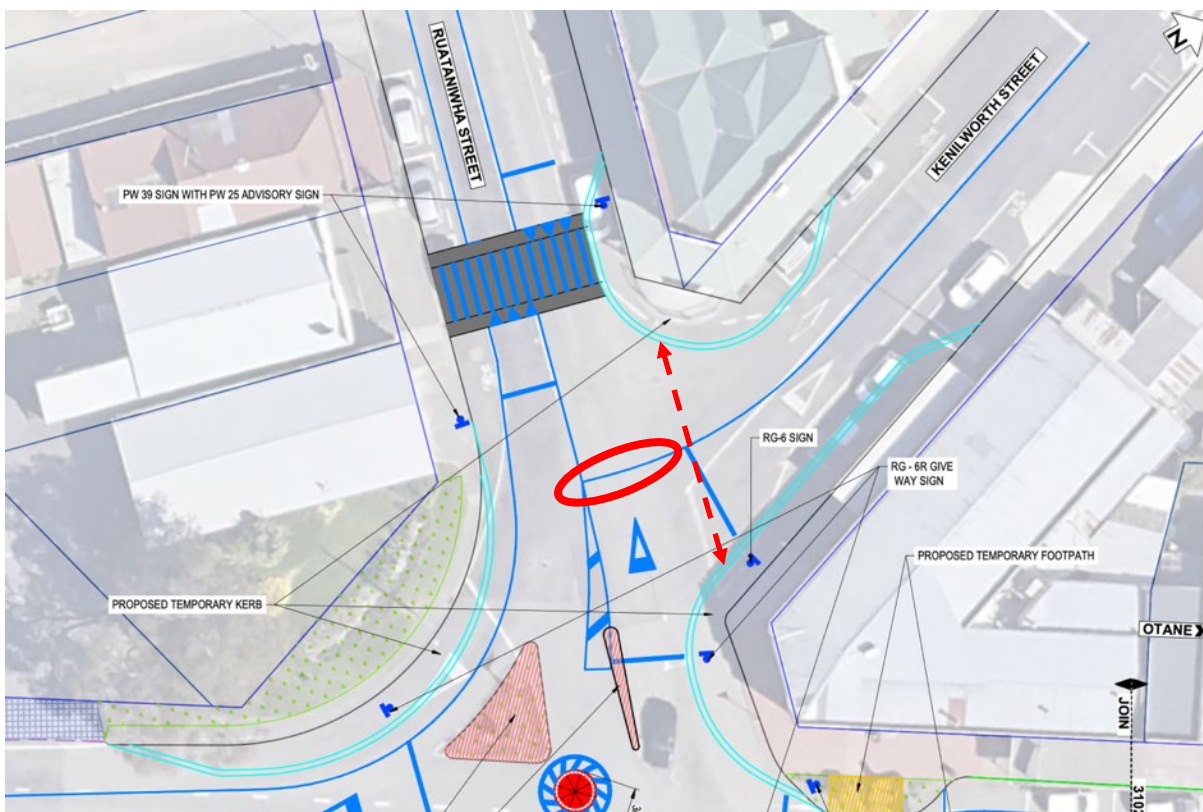 RUATANIWHA STREET
KENILWORTH STREET
N
PW 39 SIGN WITH PW 25 ADVISORY SIGN
RG-6 SIGN
RG - 6R GIVE
WAY SIGN
PROPOSED TEMPORARY FOOTPATH
PROPOSED TEMPORARY KERB
OTANE
JOIN